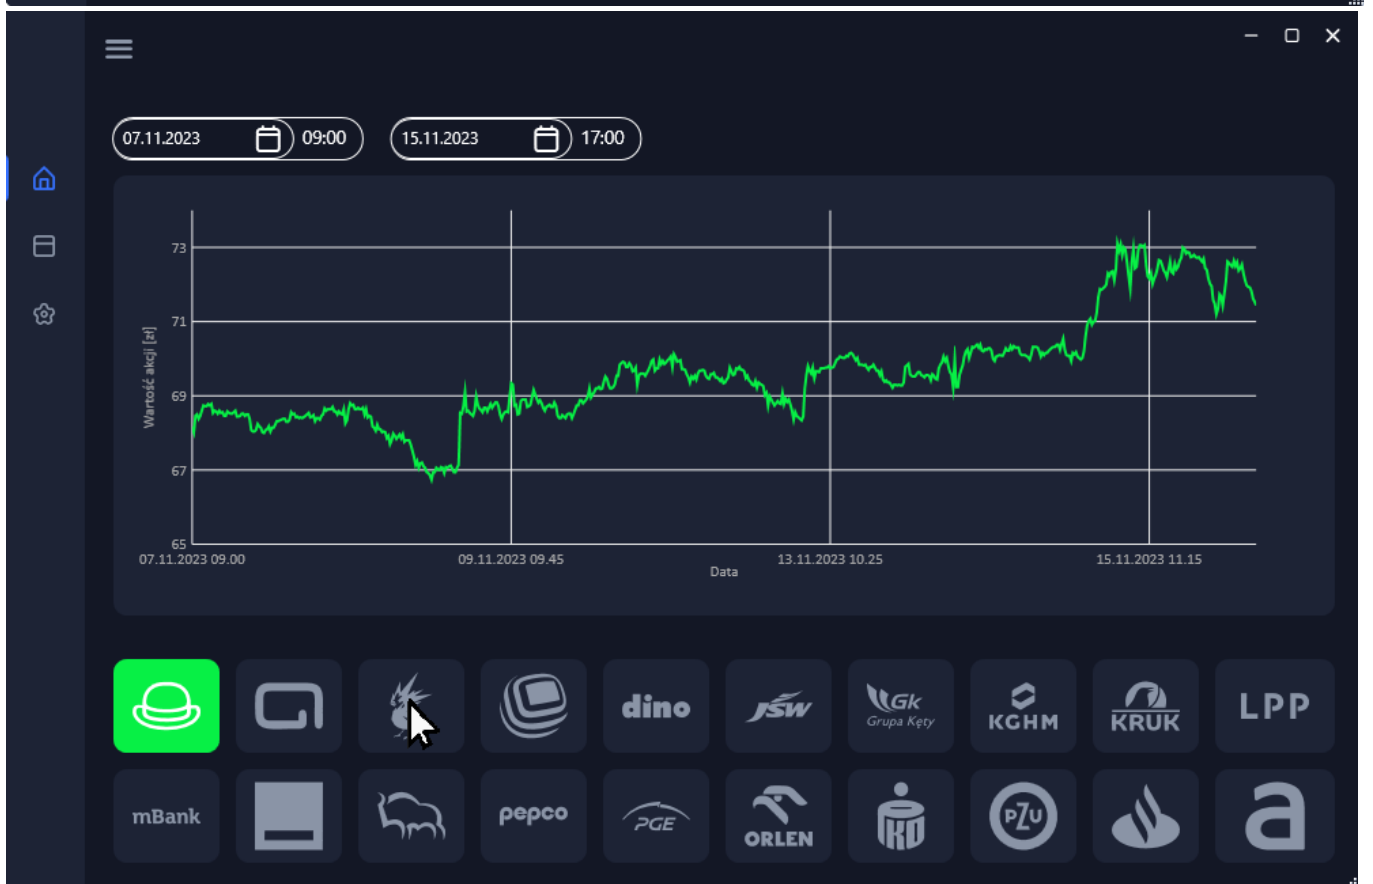 07.11.2023 09:00 15.11.2023 17:00
73
71
69
67
65
Wartość akcji [zł]
07.11.2023 09.00 09.11.2023 09.45 13.11.2023 10.25 15.11.2023 11.15
Data
dino JSW Gk Grupa Kęty KGHM KRUK LPP
mBank pepco PGE ORLEN PKO PZU a